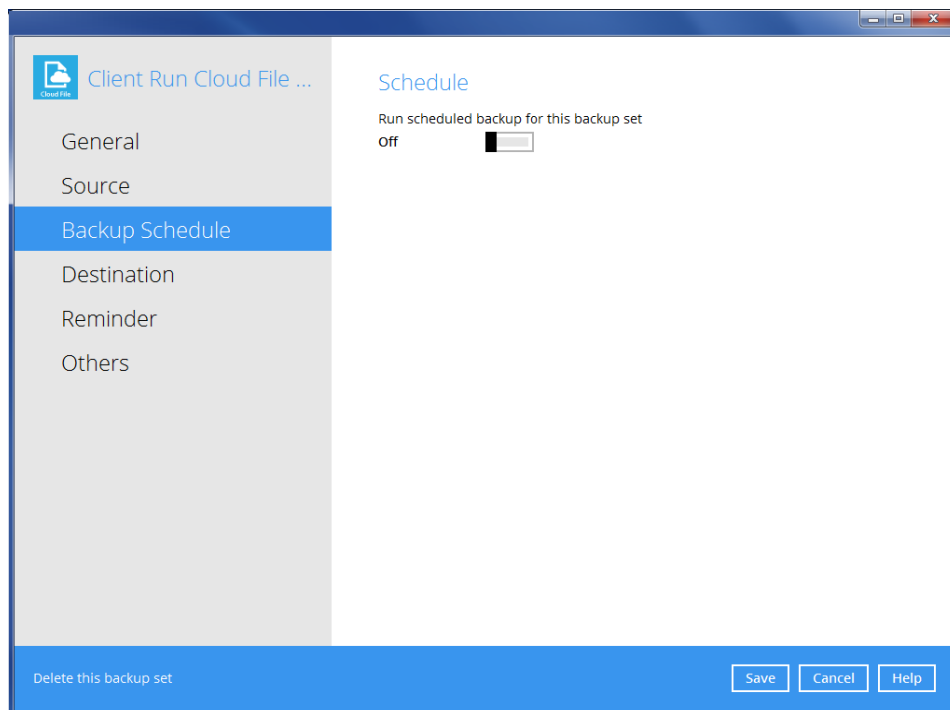 Cloud File
Client Run Cloud File ...
General
Source
Backup Schedule
Destination
Reminder
Others
Schedule
Run scheduled backup for this backup set
Off
Delete this backup set
Save
Cancel
Help